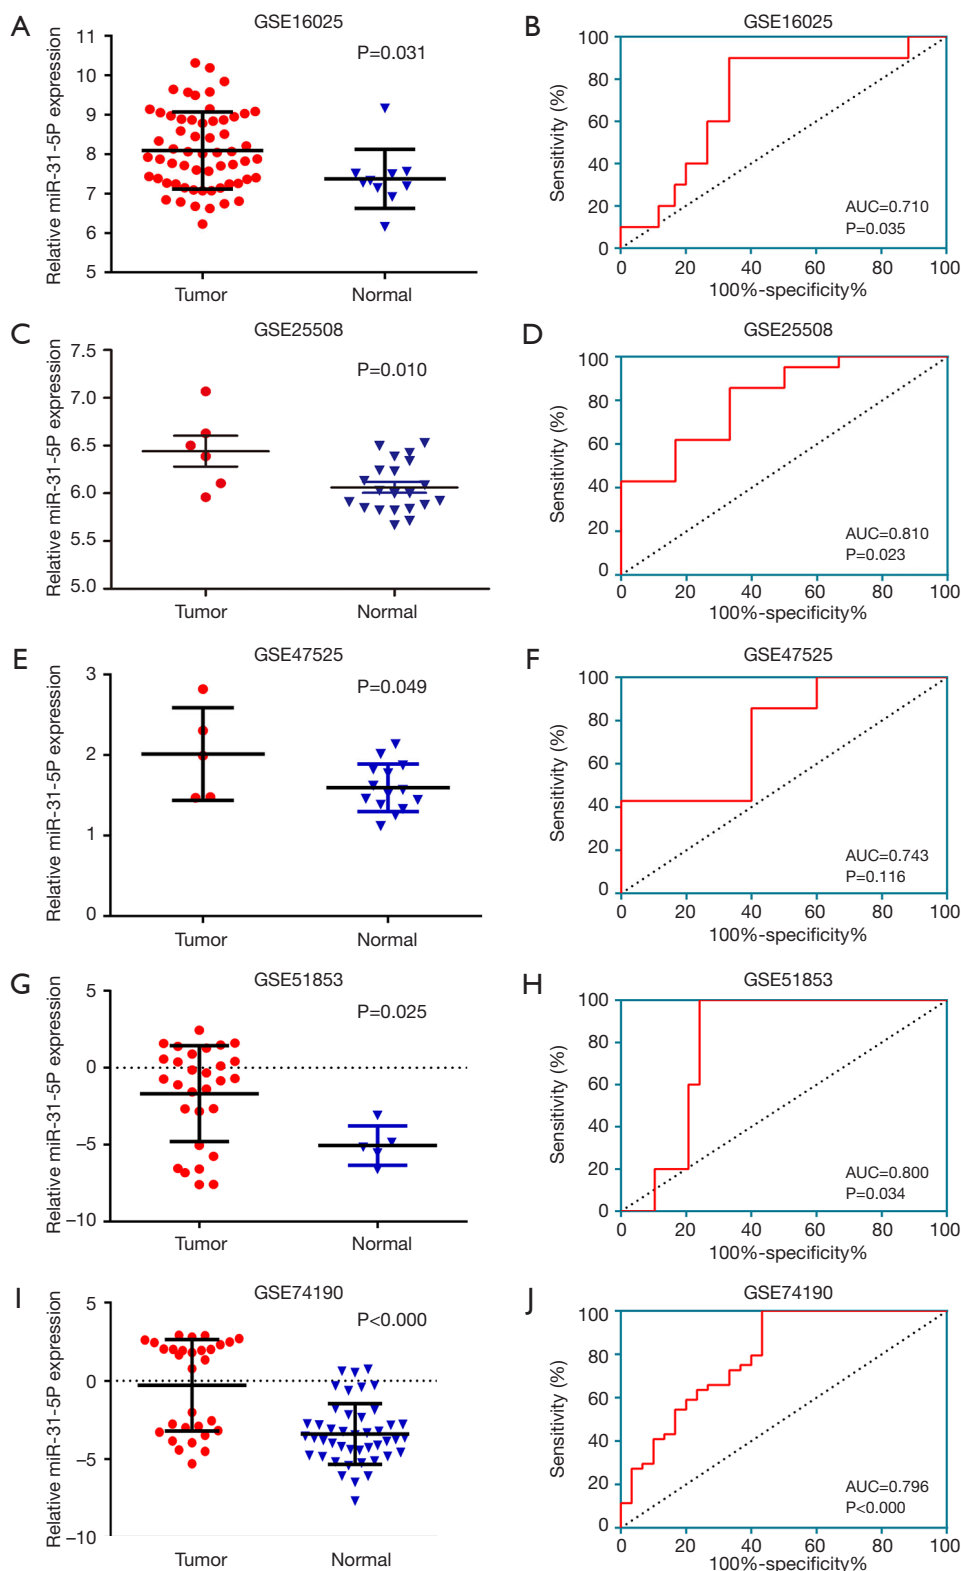 A
GSE16025
P=0.031
Relative miR-31-5P expression
11
10
9
8
7
6
5
Tumor
Normal
B
GSE16025
Sensitivity (%)
100
80
60
40
20
0
AUC=0.710
P=0.035
0
20
40
60
80
100
100%-specificity%
C
GSE25508
P=0.010
Relative miR-31-5P expression
7.5
7.0
6.5
6.0
5.5
5.0
Tumor
Normal
D
GSE25508
Sensitivity (%)
100
80
60
40
20
0
AUC=0.810
P=0.023
0
20
40
60
80
100
100%-specificity%
E
GSE47525
P=0.049
Relative miR-31-5P expression
3
2
1
0
Tumor
Normal
F
GSE47525
Sensitivity (%)
100
80
60
40
20
0
AUC=0.743
P=0.116
0
20
40
60
80
100
100%-specificity%
G
GSE51853
P=0.025
Relative miR-31-5P expression
5
0
−5
−10
Tumor
Normal
H
GSE51853
Sensitivity (%)
100
80
60
40
20
0
AUC=0.800
P=0.034
0
20
40
60
80
100
100%-specificity%
I
GSE74190
P<0.000
Relative miR-31-5P expression
5
0
−5
−10
Tumor
Normal
J
GSE74190
Sensitivity (%)
100
80
60
40
20
0
AUC=0.796
P<0.000
0
20
40
60
80
100
100%-specificity%